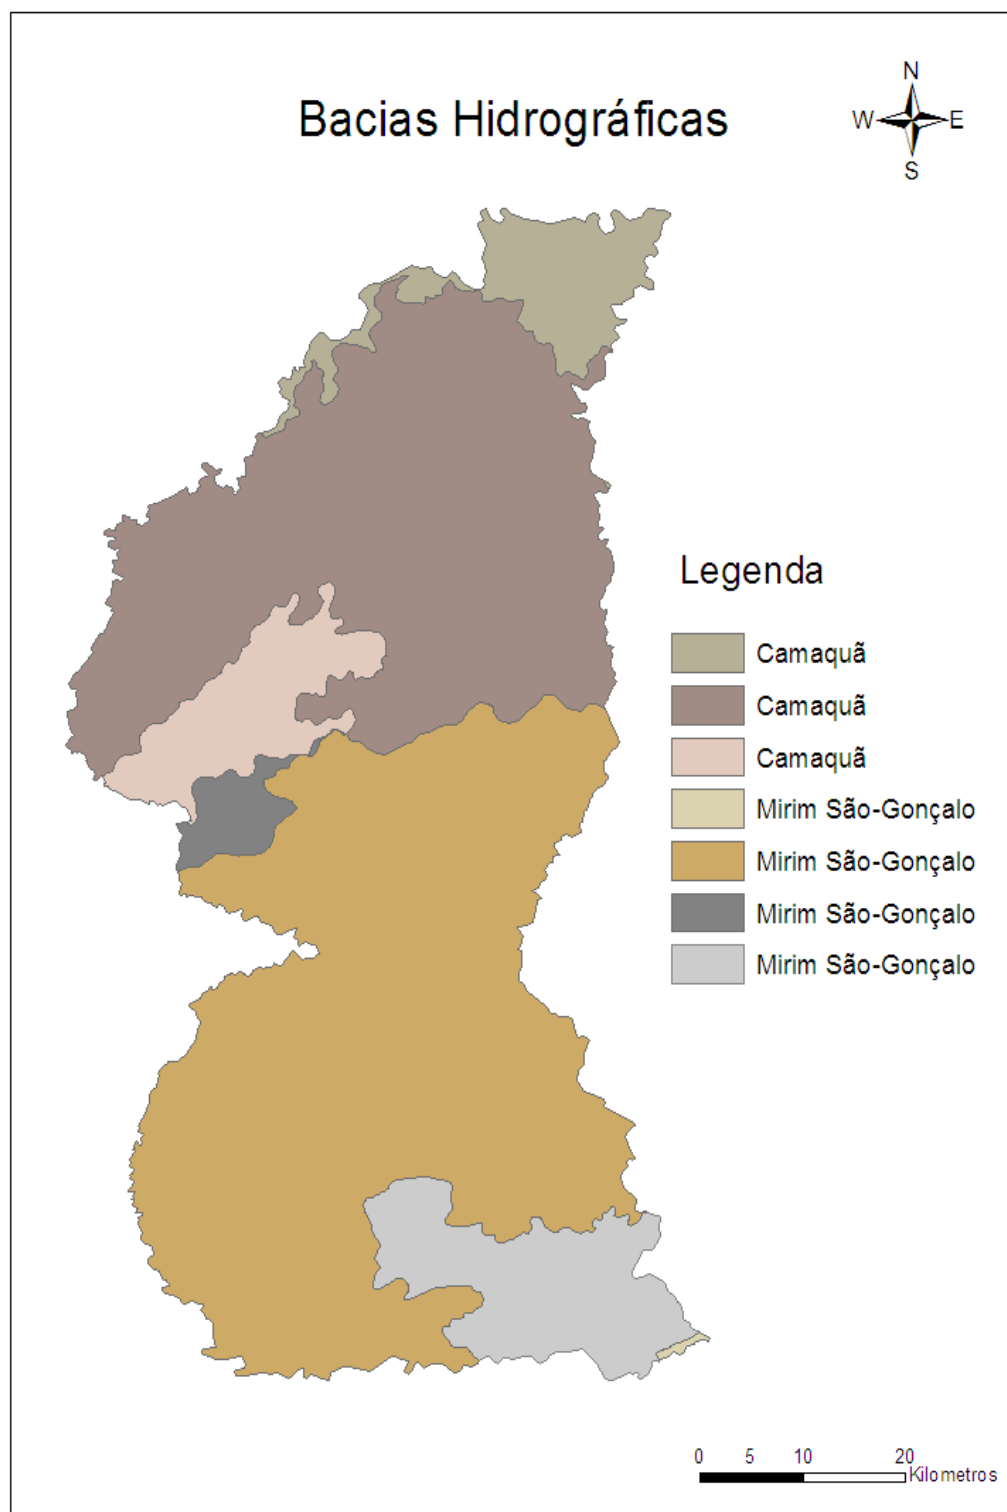 Bacias Hidrográficas
N
W E
S
Legenda
Camaquã
Camaquã
Camaquã
Mirim São-Gonçalo
Mirim São-Gonçalo
Mirim São-Gonçalo
Mirim São-Gonçalo
0 5 10 20
Kilometros